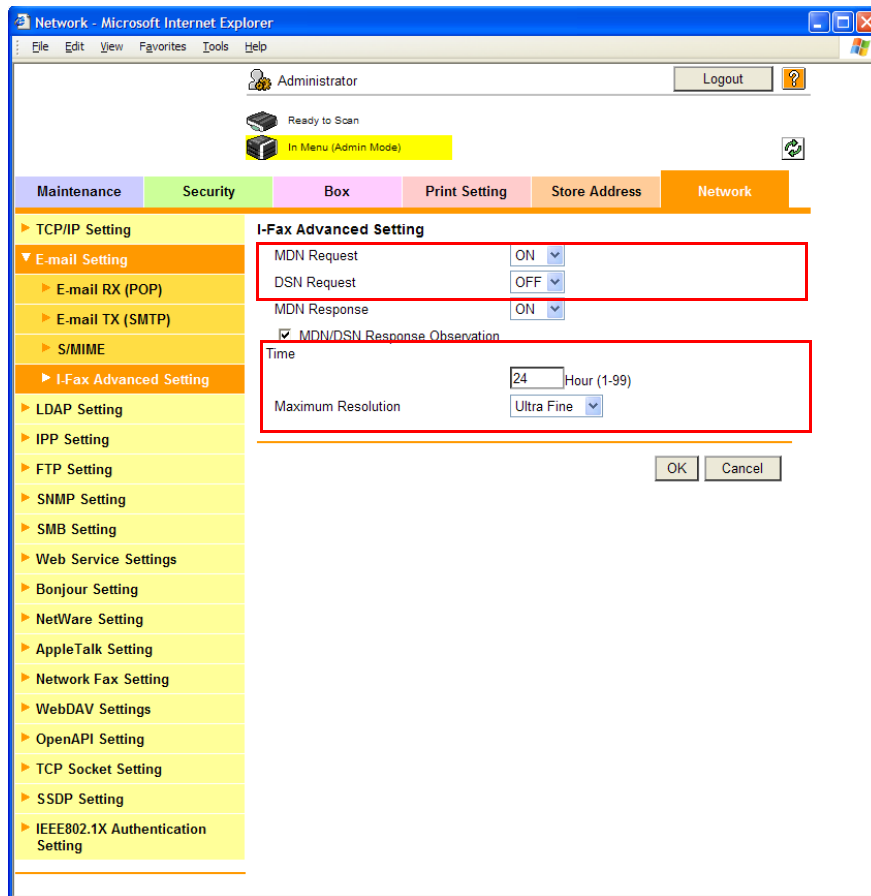 Network - Microsoft Internet Explorer
File Edit View Favorites Tools Help
Administrator
Logout
?
Ready to Scan
In Menu (Admin Mode)
Maintenance Security Box Print Setting Store Address Network
TCP/IP Setting
E-mail Setting
E-mail RX (POP)
E-mail TX (SMTP)
S/MIME
I-Fax Advanced Setting
LDAP Setting
IPP Setting
FTP Setting
SNMP Setting
SMB Setting
Web Service Settings
Bonjour Setting
NetWare Setting
AppleTalk Setting
Network Fax Setting
WebDAV Settings
OpenAPI Setting
TCP Socket Setting
SSDP Setting
IEEE802.1X Authentication
Setting
I-Fax Advanced Setting
MDN Request ON
DSN Request OFF
MDN Response ON
MDN/DSN Response Observation
Time
24 Hour (1-99)
Maximum Resolution Ultra Fine
OK Cancel